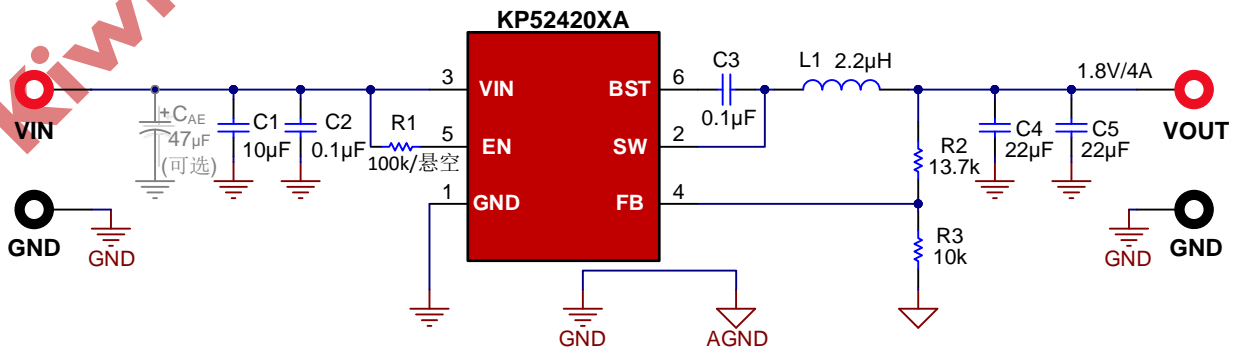 Kiwi
KP52420XA
VIN
GND
GND
+
CAE
47µF
(可选)
C1
10µF
C2
0.1µF
R1
100k/悬空
3
5
1
VIN
EN
GND
BST
SW
FB
6
2
4
C3
0.1µF
L1 2.2µH
R2
13.7k
R3
10k
C4
22µF
C5
22µF
1.8V/4A
VOUT
GND
GND
GND
AGND